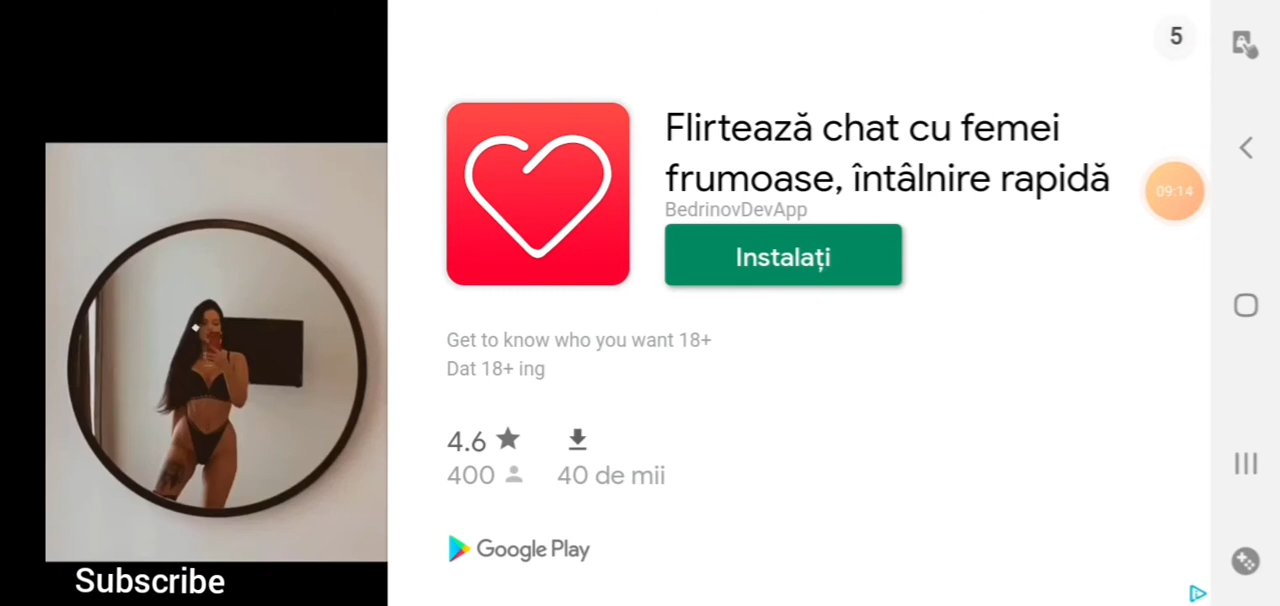 5
Flirtează chat cu femei
frumoase, întâlnire rapidă
BedrinovDevApp
09:14
Instalați
Get to know who you want 18+
Dat 18+ ing
4.6
400
40 de mii
Google Play
Subscribe